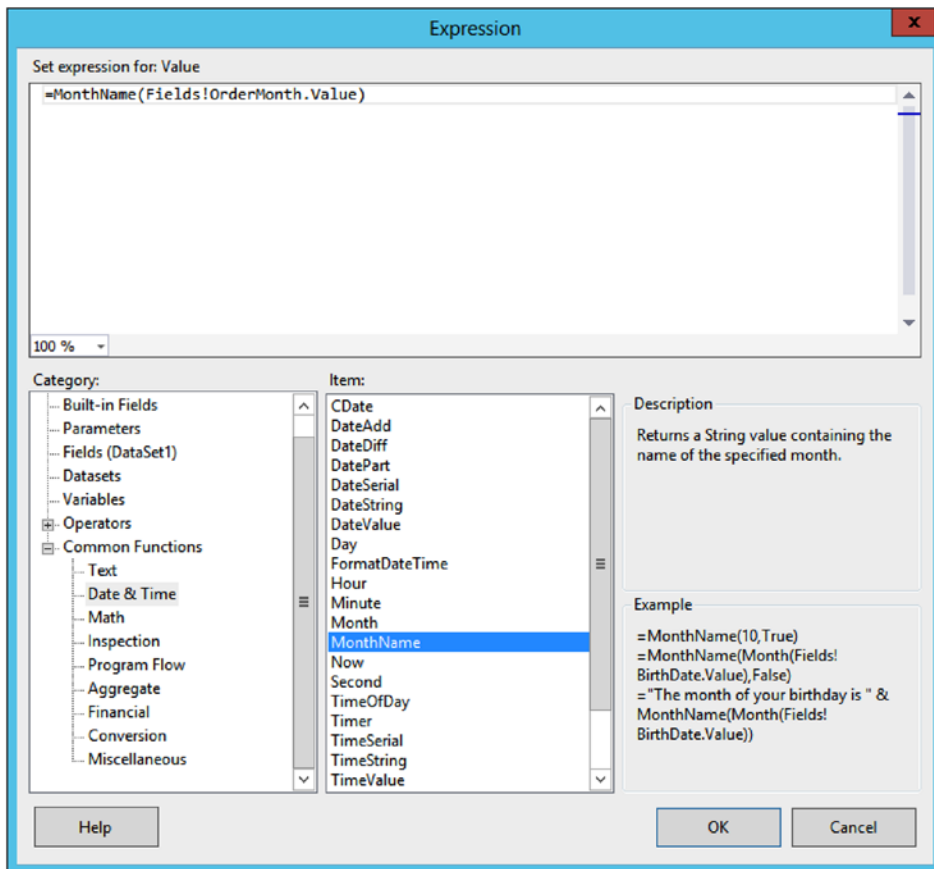 Expression
x
Set expression for: Value
=MonthName(Fields!OrderMonth.Value)
100 %
Category:
Built-in Fields
Parameters
Fields (DataSet1)
Datasets
Variables
Operators
Common Functions
Text
Date & Time
Math
Inspection
Program Flow
Aggregate
Financial
Conversion
Miscellaneous
Item:
CDate
DateAdd
DateDiff
DatePart
DateSerial
DateString
DateValue
Day
FormatDateTime
Hour
Minute
Month
MonthName
Now
Second
TimeOfDay
Timer
TimeSerial
TimeString
TimeValue
Description
Returns a String value containing the
name of the specified month.
Example
=MonthName(10,True)
=MonthName(Month(Fields!
BirthDate.Value),False)
="The month of your birthday is " &
MonthName(Month(Fields!
BirthDate.Value))
Help
OK
Cancel